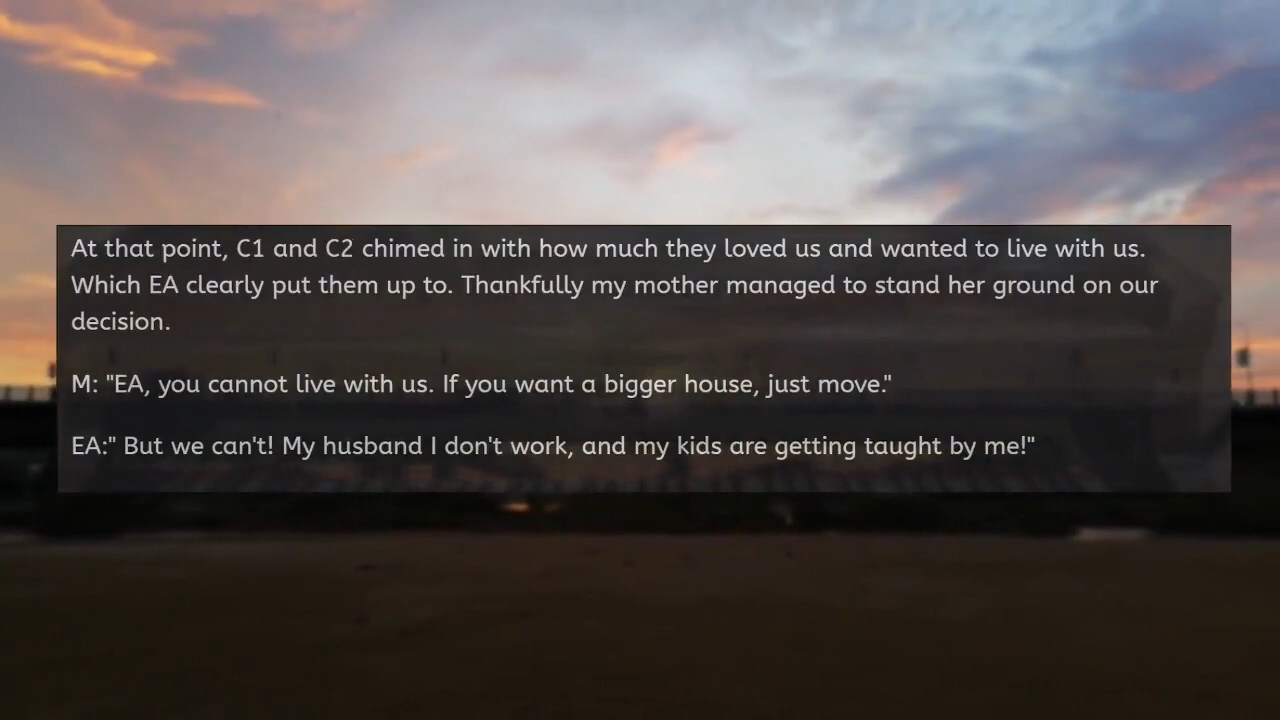 At that point, C1 and C2 chimed in with how much they loved us and wanted to live with us.
Which EA clearly put them up to. Thankfully my mother managed to stand her ground on our
decision.
M: "EA, you cannot live with us. If you want a bigger house, just move."
EA:" But we can't! My husband I don't work, and my kids are getting taught by me!"